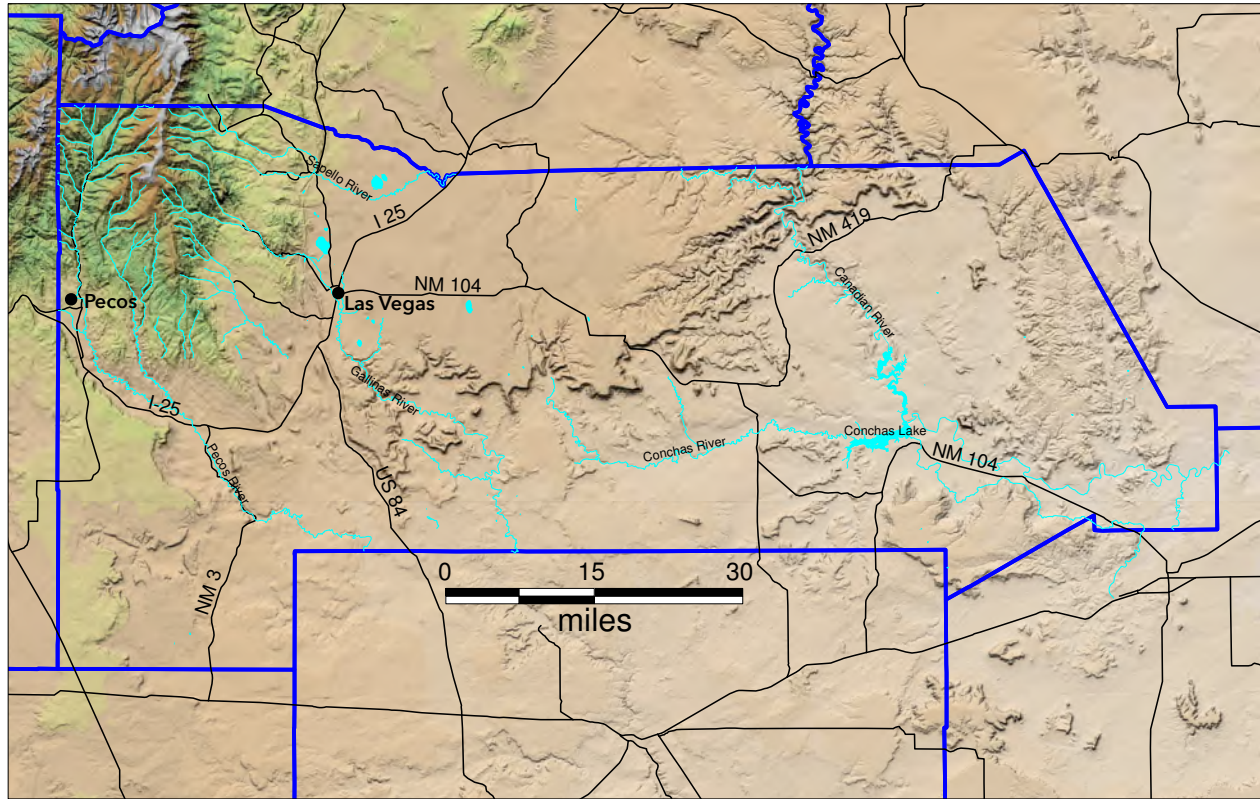 Sapello River
I 25
NM 419
NM 104
Pecos
Las Vegas
Canadian River
Gallinas River
I-25
Conchas Lake
Conchas River
NM 104
Pecos River
US 84
NM 3
0 15 30
miles